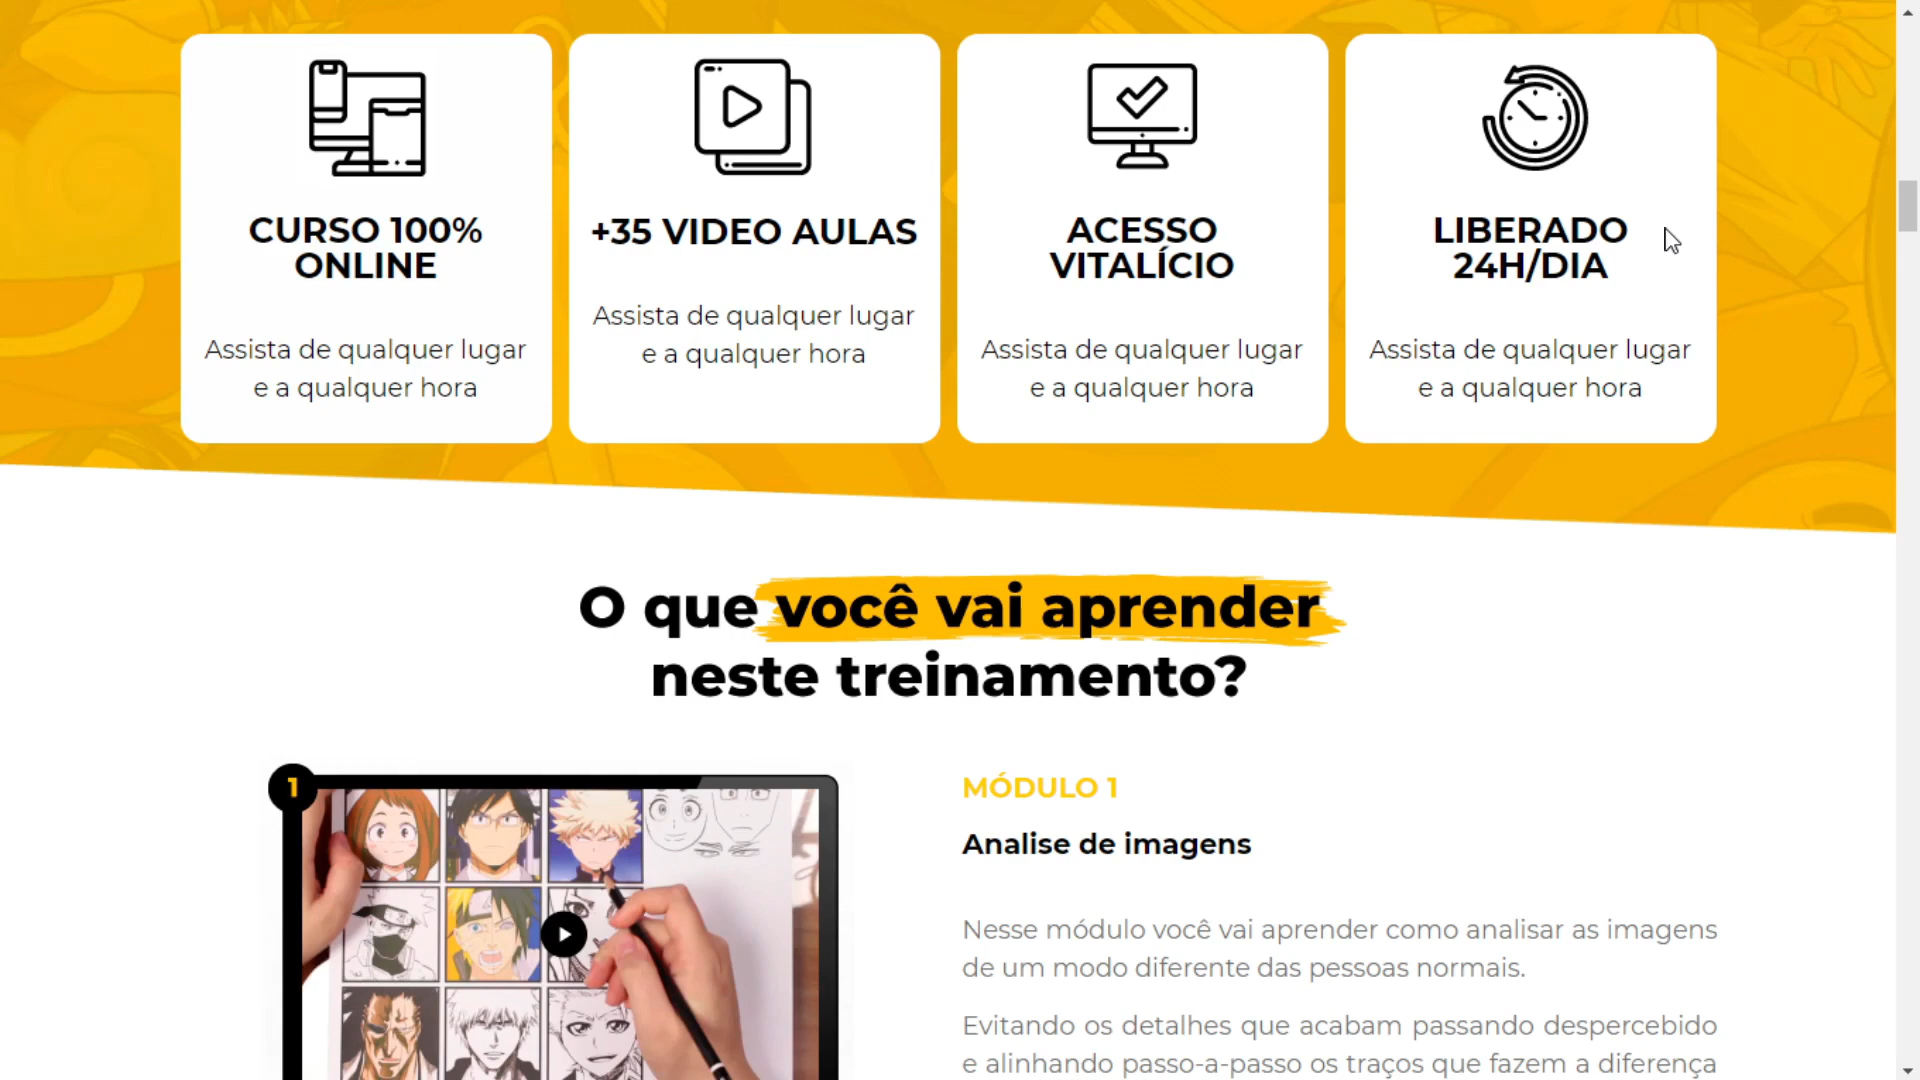 CURSO 100%
ONLINE
Assista de qualquer lugar
e a qualquer hora
+35 VIDEO AULAS
Assista de qualquer lugar
e a qualquer hora
ACESSO
VITALÍCIO
Assista de qualquer lugar
e a qualquer hora
LIBERADO
24H/DIA
Assista de qualquer lugar
e a qualquer hora
O que você vai aprender
neste treinamento?
1
MÓDULO 1
Analise de imagens
Nesse módulo você vai aprender como analisar as imagens
de um modo diferente das pessoas normais.
Evitando os detalhes que acabam passando despercebido
e alinhando passo-a-passo os traços que fazem a diferença